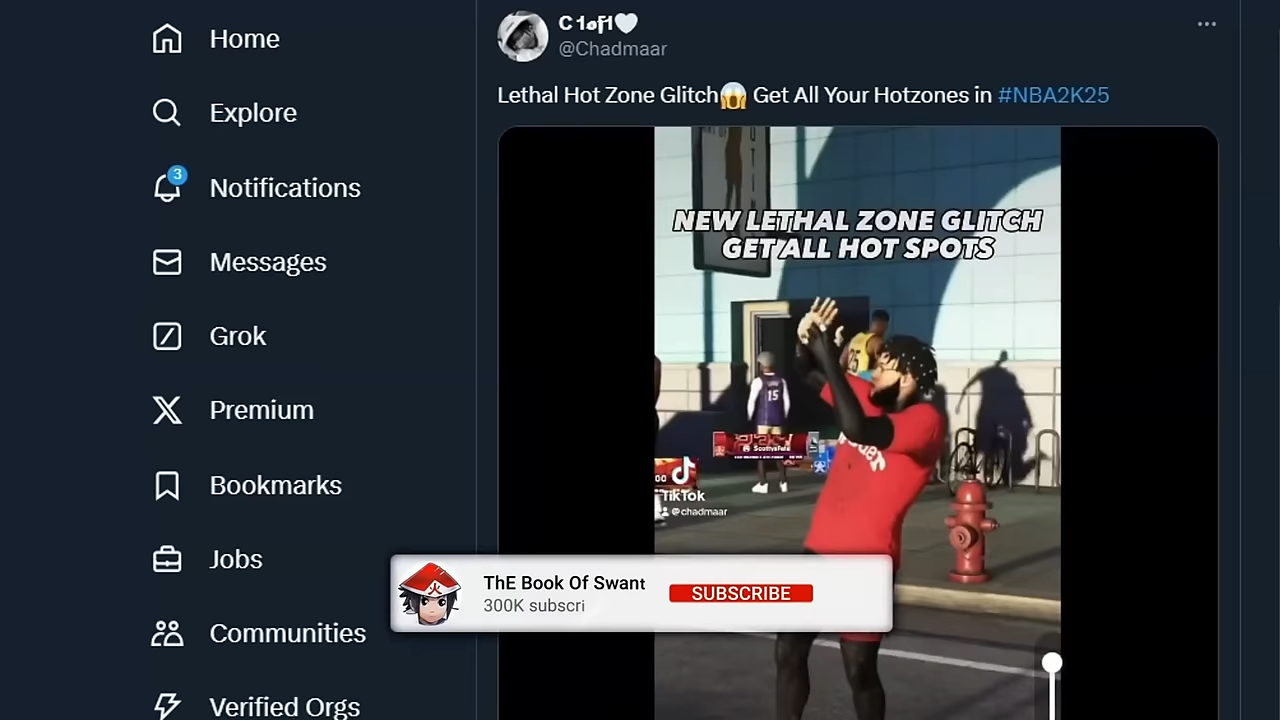 Home
Explore
3
Notifications
Messages
Grok
Premium
Bookmarks
Jobs
Communities
Verified Orgs
C1
@Chadmaar
Lethal Hot Zone Glitch😱 Get All Your Hotzones in #NBA2K25
NEW LETHAL ZONE GLITCH
GET ALL HOT SPOTS
15
TikTok
@chadmaar
ThE Book Of Swant
300K subscri
SUBSCRIBE